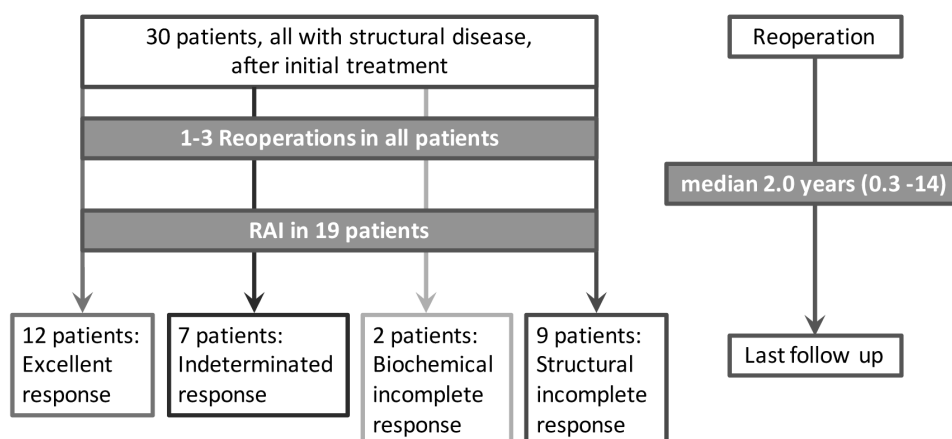 30 patients, all with structural disease,
after initial treatment
1-3 Reoperations in all patients
RAI in 19 patients
12 patients:
Excellent
response
7 patients:
Indeterminated
response
2 patients:
Biochemical
incomplete
response
9 patients:
Structural
incomplete
response
Reoperation
median 2.0 years (0.3 -14)
Last follow up